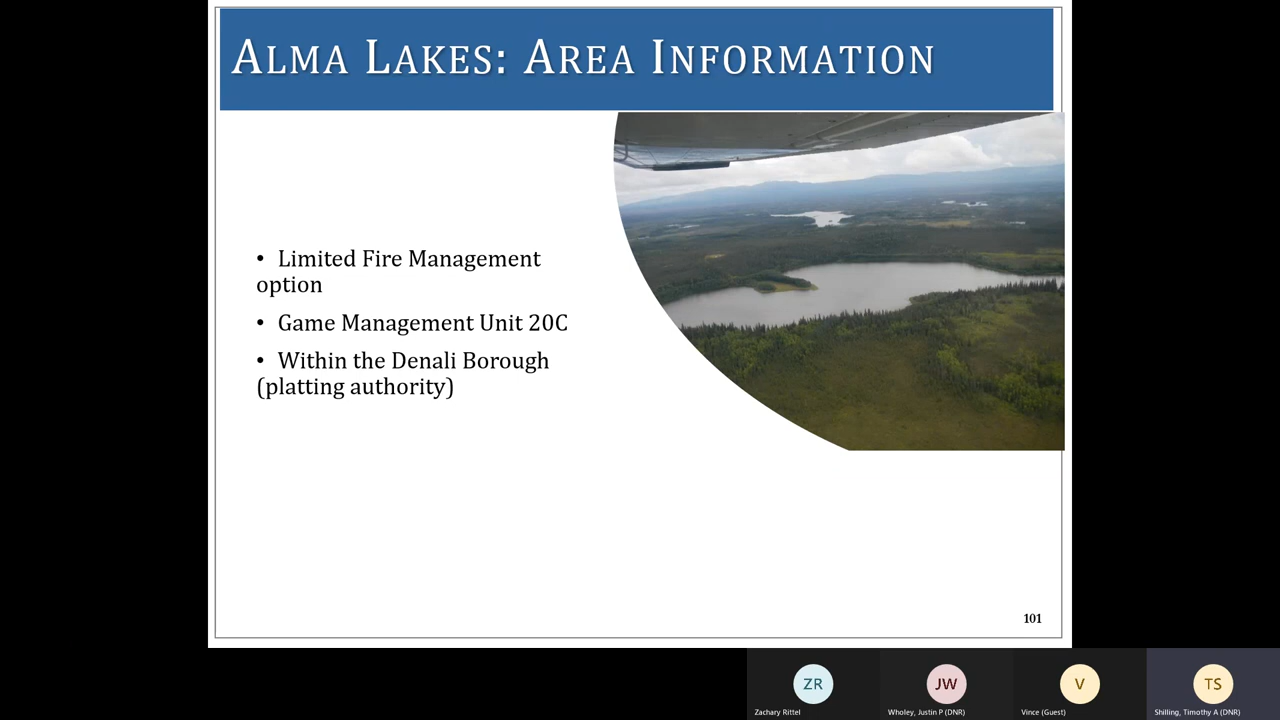 ALMA LAKES: AREA INFORMATION
• Limited Fire Management
option
• Game Management Unit 20C
• Within the Denali Borough
(platting authority)
101
ZR
JW
V
TS
Zachary Rittel
Wholey, Justin P (DNR)
Vince (Guest)
Shilling, Timothy A (DNR)